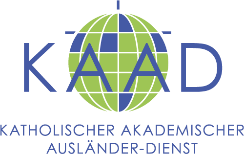 KAAD
KATHOLISCHER AKADEMISCHER
AUSLÄNDER-DIENST